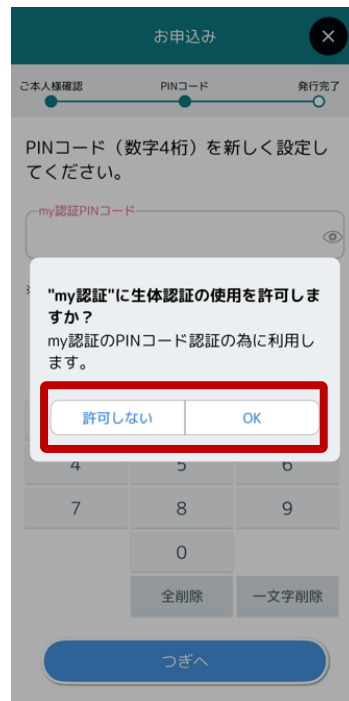 お申込み
ご本人様確認 PINコード 発行完了
PINコード（数字4桁）を新しく設定し
てください。
my認証PINコード
"my認証"に生体認証の使用を許可しま
すか？
my認証のPINコード認証の為に利用し
ます。
許可しない OK
4 5 6
7 8 9
0
全削除 一文字削除
つぎへ